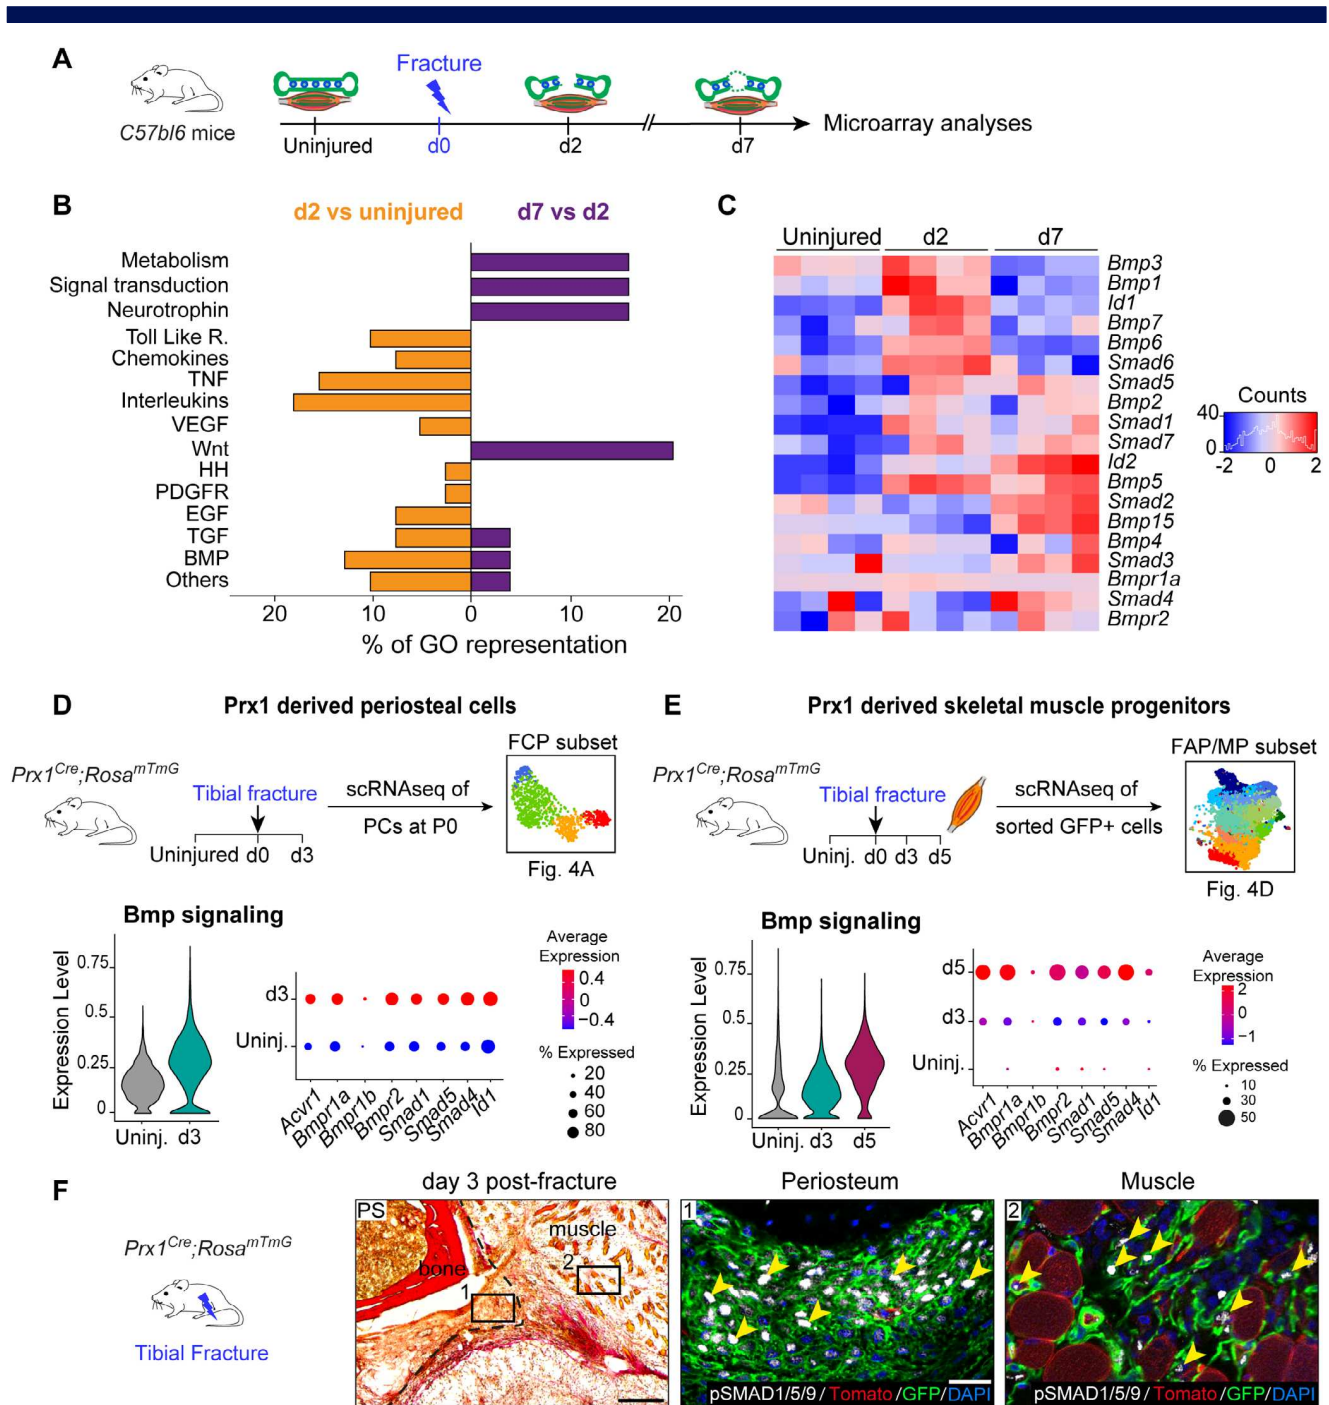 A
Fracture
C57bl6 mice
Uninjured
d0
d2
d7
Microarray analyses
B
d2 vs uninjured
d7 vs d2
Metabolism
Signal transduction
Neurotrophin
Toll Like R.
Chemokines
TNF
Interleukins
VEGF
Wnt
HH
PDGFR
EGF
TGF
BMP
Others
20 10 0 10 20
% of GO representation
C
Uninjured d2 d7
Bmp3
Bmp1
Id1
Bmp7
Bmp6
Smad6
Smad5
Bmp2
Smad1
Smad7
Id2
Bmp5
Smad2
Bmp15
Bmp4
Smad3
Bmpr1a
Smad4
Bmpr2
Counts
40
0
-2 0 2
D
Prx1 derived periosteal cells
Prx1Cre;RosamTmG
Tibial fracture
Uninjured d0 d3
scRNAseq of
PCs at P0
FCP subset
Fig. 4A
Bmp signaling
Expression Level
0.75
0.5
0.25
0
Uninj. d3
d3
Uninj.
Acvr1
Bmpr1a
Bmpr1b
Bmpr2
Smad1
Smad5
Smad4
Id1
Average
Expression
0.4
0
−0.4
% Expressed
20
40
60
80
E
Prx1 derived skeletal muscle progenitors
Prx1Cre;RosamTmG
Tibial fracture
Uninj. d0 d3 d5
scRNAseq of
sorted GFP+ cells
FAP/MP subset
Fig. 4D
Bmp signaling
Expression Level
0.75
0.5
0.25
0
Uninj. d3 d5
d5
d3
Uninj.
Acvr1
Bmpr1a
Bmpr1b
Bmpr2
Smad1
Smad5
Smad4
Id1
Average
Expression
2
1
0
−1
% Expressed
10
30
50
F
Prx1Cre;RosamTmG
Tibial Fracture
day 3 post-fracture
PS
muscle
bone
1
2
Periosteum
1
pSMAD1/5/9/Tomato/GFP/DAPI
Muscle
2
pSMAD1/5/9/Tomato/GFP/DAPI